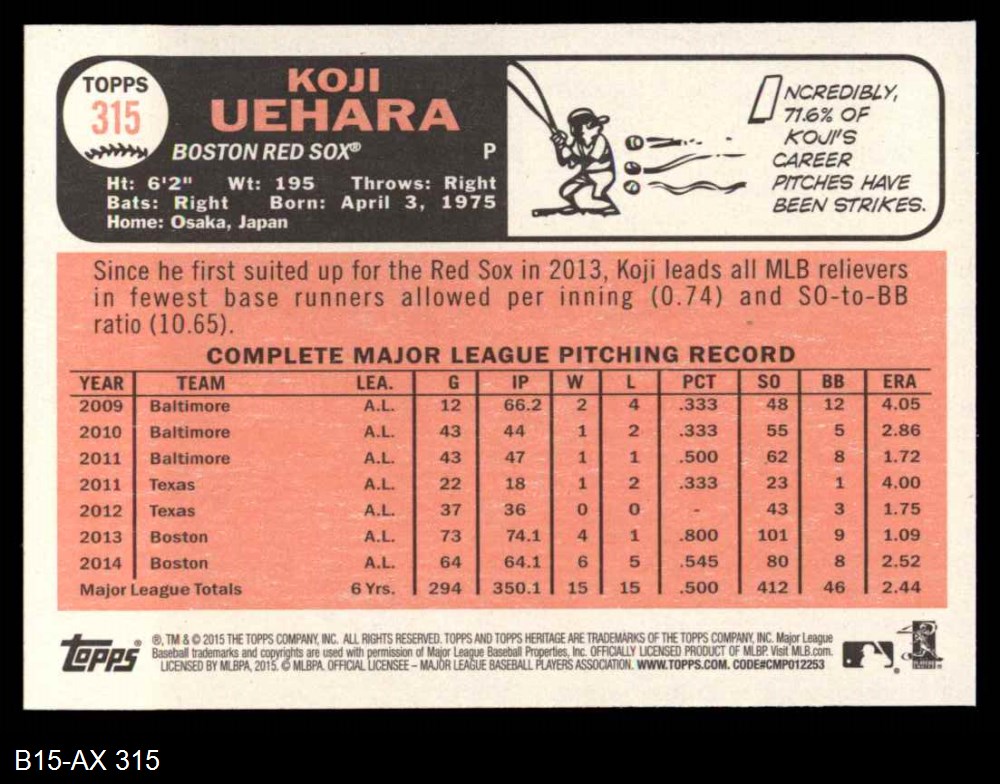 TOPPS
315
KOJI
UEHARA
BOSTON RED SOX® P
Ht: 6'2" Wt: 195 Throws: Right
Bats: Right Born: April 3, 1975
Home: Osaka, Japan
INCREDIBLY,
71.6% OF
KOJI'S
CAREER
PITCHES HAVE
BEEN STRIKES.
Since he first suited up for the Red Sox in 2013, Koji leads all MLB relievers
in fewest base runners allowed per inning (0.74) and SO-to-BB
ratio (10.65).
COMPLETE MAJOR LEAGUE PITCHING RECORD
YEAR TEAM LEA. G IP W L PCT SO BB ERA
2009 Baltimore A.L. 12 66.2 2 4 .333 48 12 4.05
2010 Baltimore A.L. 43 44 1 2 .333 55 5 2.86
2011 Baltimore A.L. 43 47 1 1 .500 62 8 1.72
2011 Texas A.L. 22 18 1 2 .333 23 1 4.00
2012 Texas A.L. 37 36 0 0 - 43 3 1.75
2013 Boston A.L. 73 74.1 4 1 .800 101 9 1.09
2014 Boston A.L. 64 64.1 6 5 .545 80 8 2.52
Major League Totals 6 Yrs. 294 350.1 15 15 .500 412 46 2.44
topps®
®, TM & © 2015 THE TOPPS COMPANY, INC. ALL RIGHTS RESERVED. TOPPS AND TOPPS HERITAGE ARE TRADEMARKS OF THE TOPPS COMPANY, INC. Major League
Baseball trademarks and copyrights are used with permission of Major League Baseball Properties, Inc. OFFICIALLY LICENSED PRODUCT OF MLBP. Visit MLB.com.
LICENSED BY MLBPA, 2015. © MLBPA. OFFICIAL LICENSEE – MAJOR LEAGUE BASEBALL PLAYERS ASSOCIATION. WWW.TOPPS.COM. CODE#CMP012253
B15-AX 315